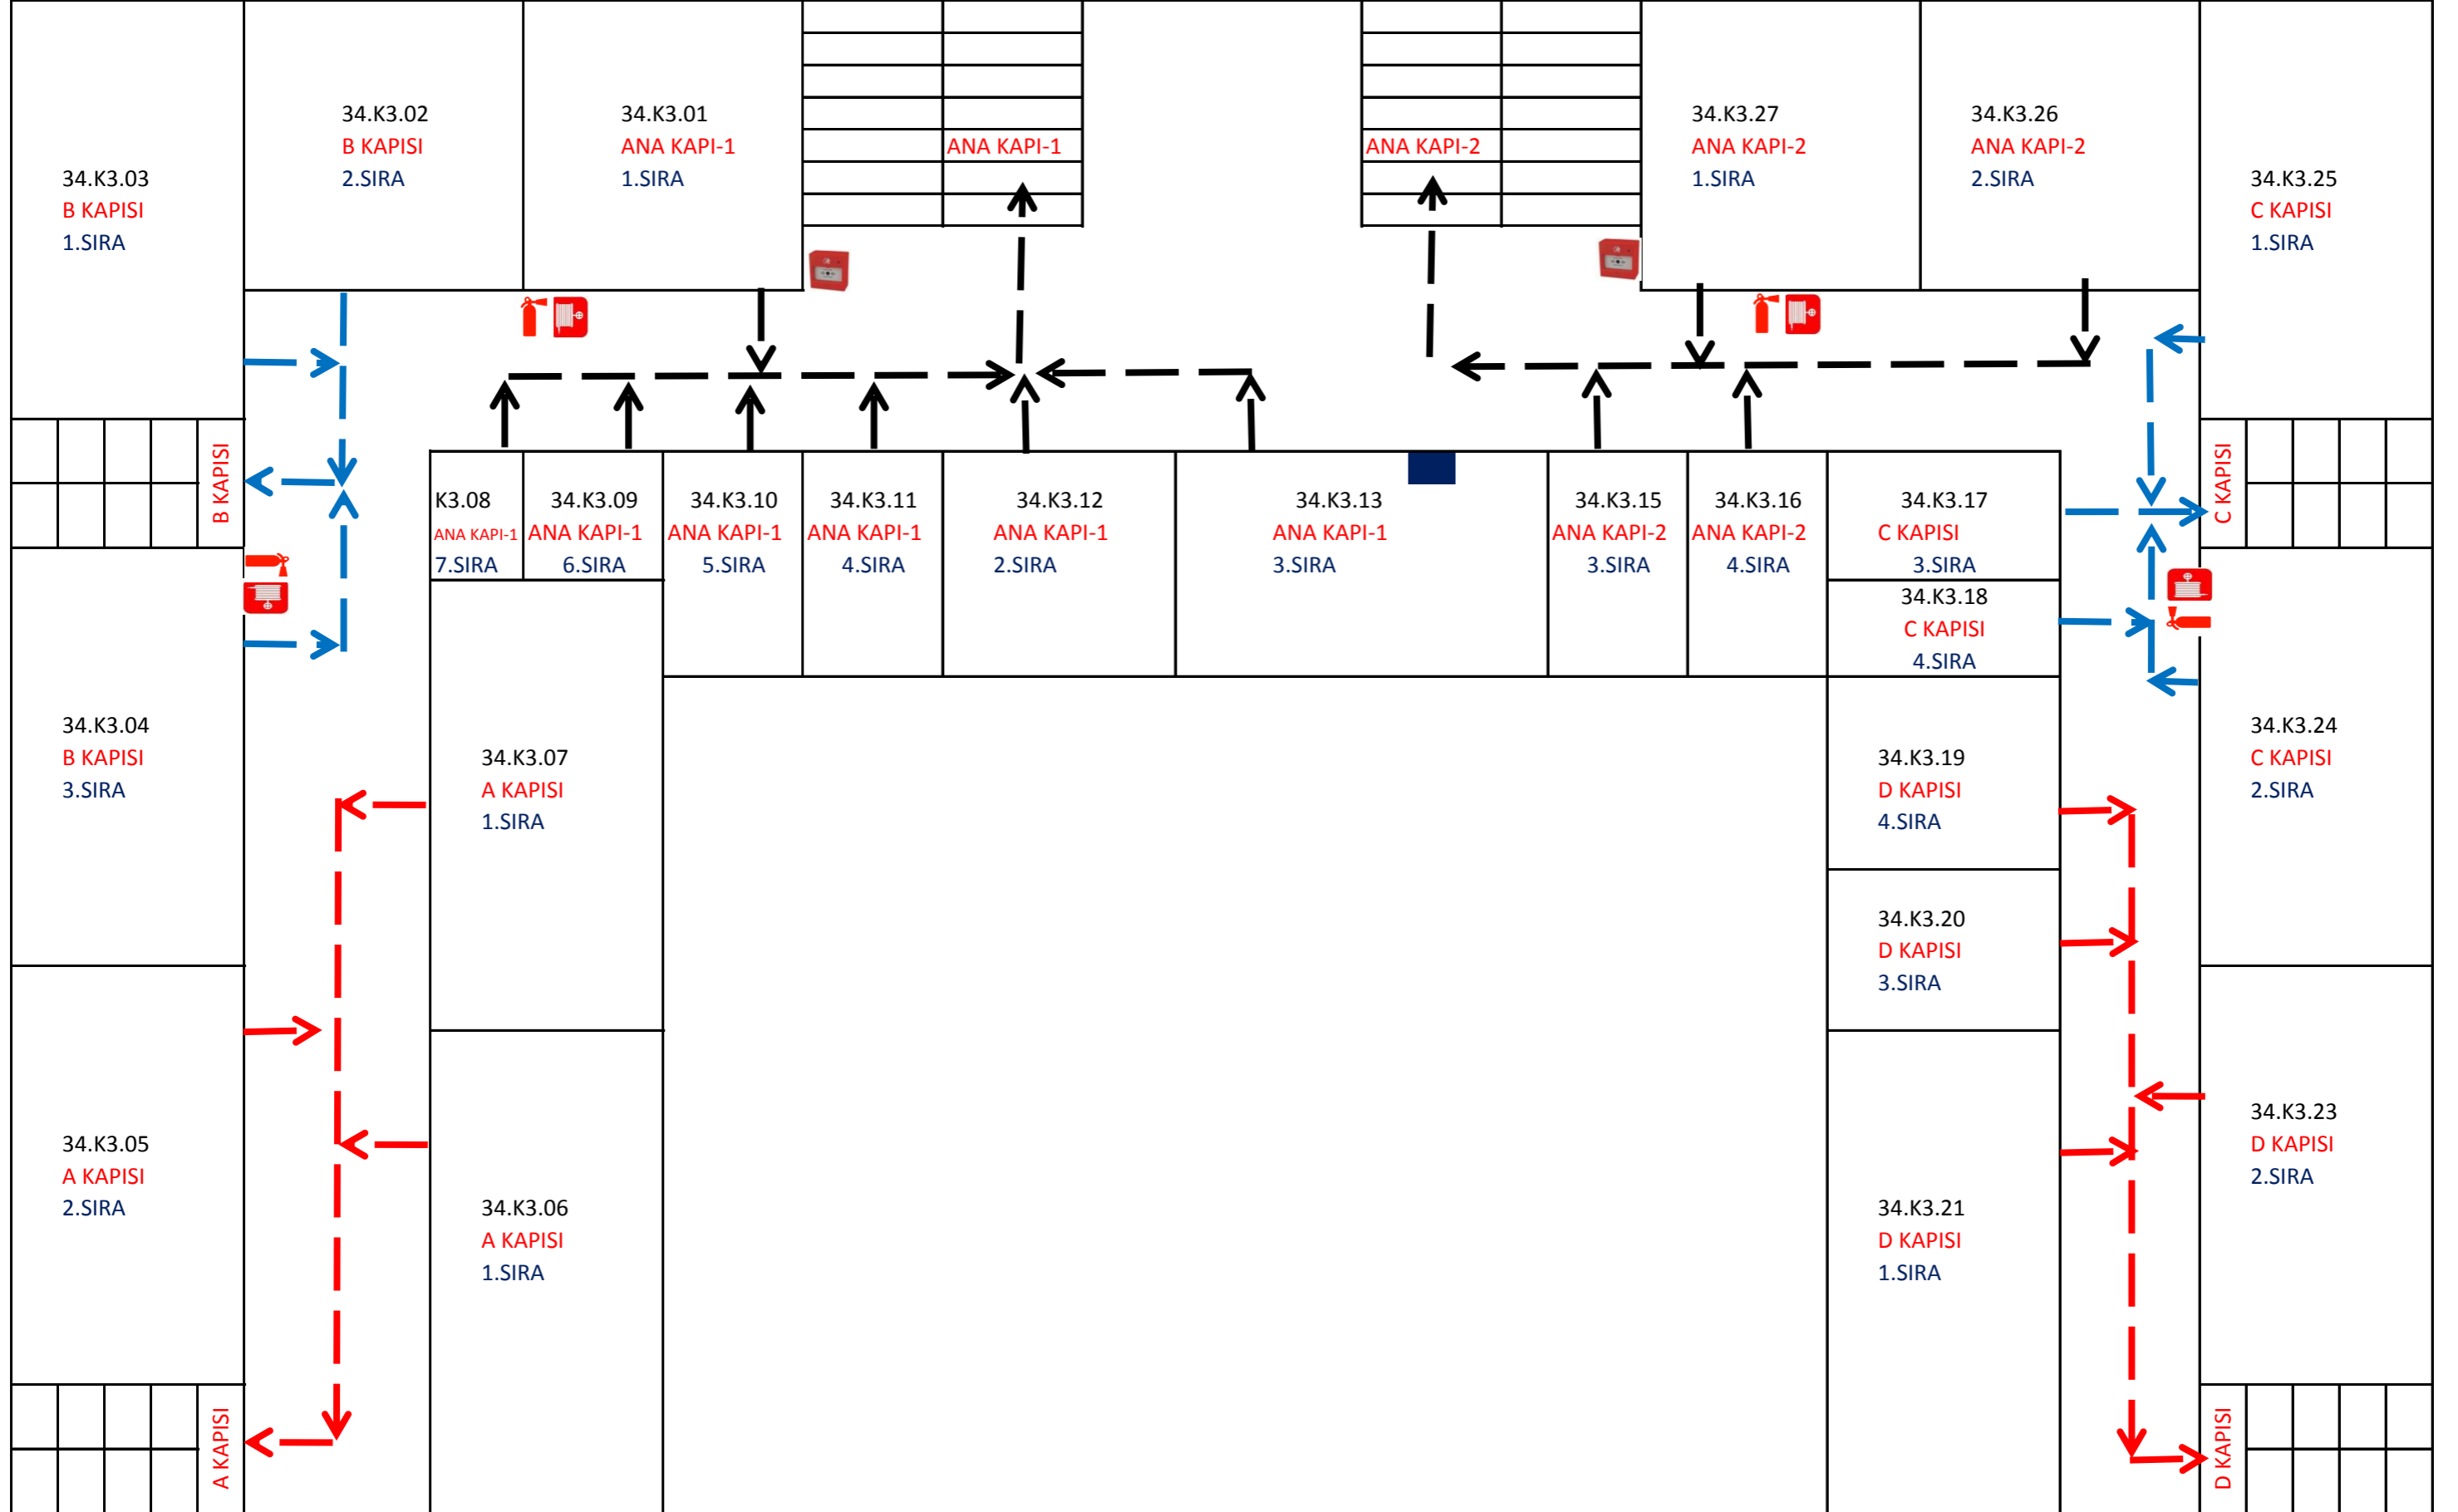 34.K3.03
B KAPISI
1.SIRA
34.K3.02
B KAPISI
2.SIRA
34.K3.01
ANA KAPI-1
1.SIRA
ANA KAPI-1
ANA KAPI-2
34.K3.27
ANA KAPI-2
1.SIRA
34.K3.26
ANA KAPI-2
2.SIRA
34.K3.25
C KAPISI
1.SIRA
B KAPISI
K3.08
ANA KAPI-1
7.SIRA
34.K3.09
ANA KAPI-1
6.SIRA
34.K3.10
ANA KAPI-1
5.SIRA
34.K3.11
ANA KAPI-1
4.SIRA
34.K3.12
ANA KAPI-1
2.SIRA
34.K3.13
ANA KAPI-1
3.SIRA
34.K3.15
ANA KAPI-2
3.SIRA
34.K3.16
ANA KAPI-2
4.SIRA
34.K3.17
C KAPISI
3.SIRA
34.K3.18
C KAPISI
4.SIRA
C KAPISI
34.K3.04
B KAPISI
3.SIRA
34.K3.07
A KAPISI
1.SIRA
34.K3.19
D KAPISI
4.SIRA
34.K3.24
C KAPISI
2.SIRA
34.K3.20
D KAPISI
3.SIRA
34.K3.05
A KAPISI
2.SIRA
34.K3.06
A KAPISI
1.SIRA
34.K3.21
D KAPISI
1.SIRA
34.K3.23
D KAPISI
2.SIRA
A KAPISI
D KAPISI